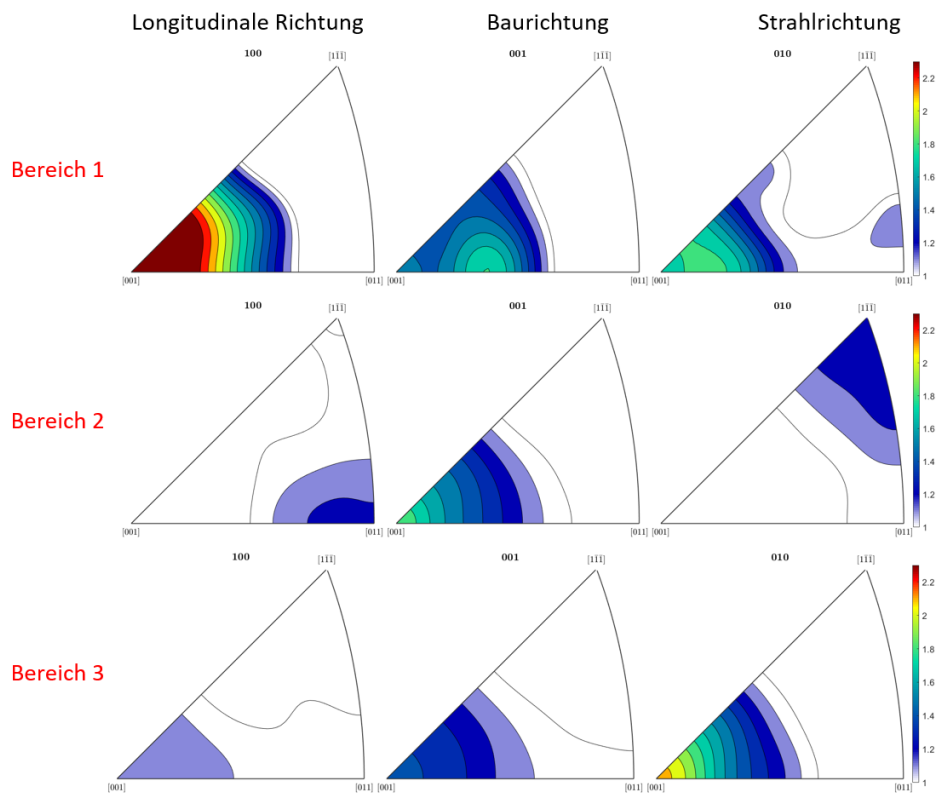 Longitudinale Richtung Baurichtung Strahlrichtung
100 001 010
[11̅1̅] [11̅1̅] [11̅1̅]
2.2
2
1.8
Bereich 1
1.6
1.4
1.2
1
[001] [011] [001] [011] [001] [011]
100 001 010
[11̅1̅] [11̅1̅] [11̅1̅]
2.2
2
1.8
Bereich 2
1.6
1.4
1.2
1
[001] [011] [001] [011] [001] [011]
100 001 010
[11̅1̅] [11̅1̅] [11̅1̅]
2.2
2
1.8
Bereich 3
1.6
1.4
1.2
1
[001] [011] [001] [011] [001] [011]